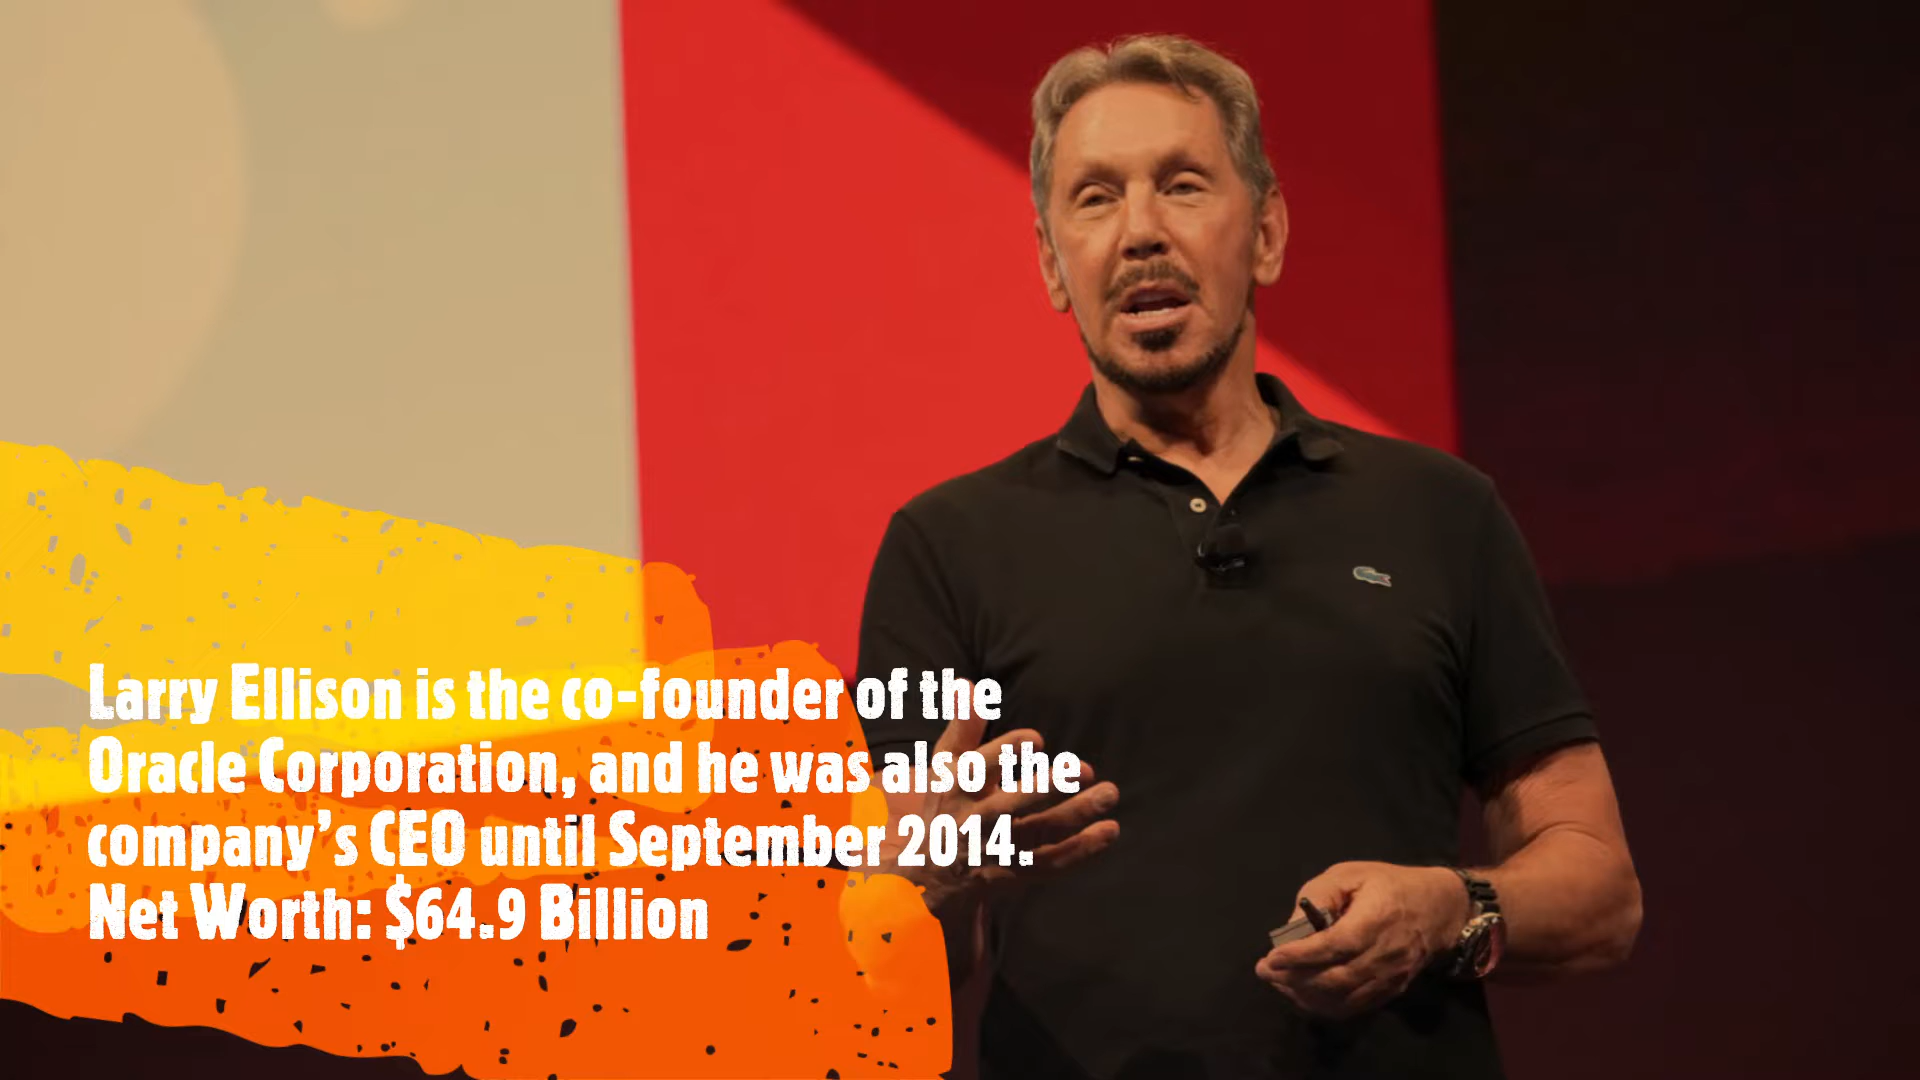 Larry Ellison is the co-founder of the
Oracle Corporation, and he was also the
company's CEO until September 2014.
Net Worth: $64.9 Billion